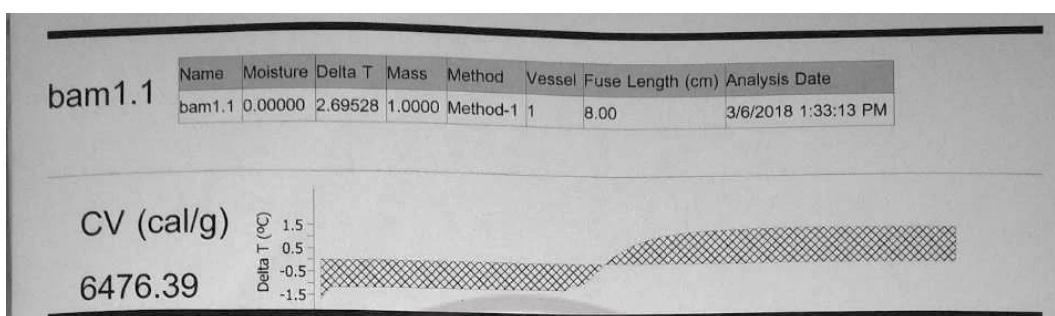 bam1.1
Name Moisture Delta T Mass Method Vessel Fuse Length (cm) Analysis Date
bam1.1 0.00000 2.69528 1.0000 Method-1 1 8.00 3/6/2018 1:33:13 PM
CV (cal/g)
6476.39
Delta T (ºC)
1.5
0.5
-0.5
-1.5